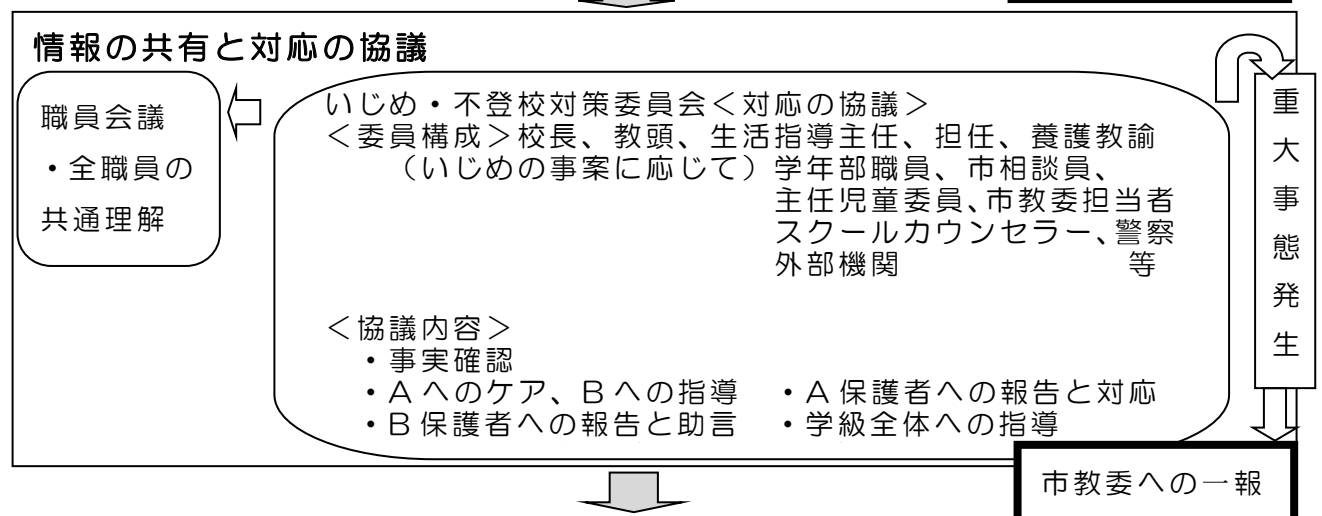 情報の共有と対応の協議
職員会議
・全職員の
共通理解
いじめ・不登校対策委員会＜対応の協議＞
＜委員構成＞校長、教頭、生活指導主任、担任、養護教諭
（いじめの事案に応じて）学年部職員、市相談員、
主任児童委員、市教委担当者
スクールカウンセラー、警察
外部機関　　　　　　　等
＜協議内容＞
・事実確認
・Aへのケア、Bへの指導　・A保護者への報告と対応
・B保護者への報告と助言　・学級全体への指導
重大事態発生
市教委への一報